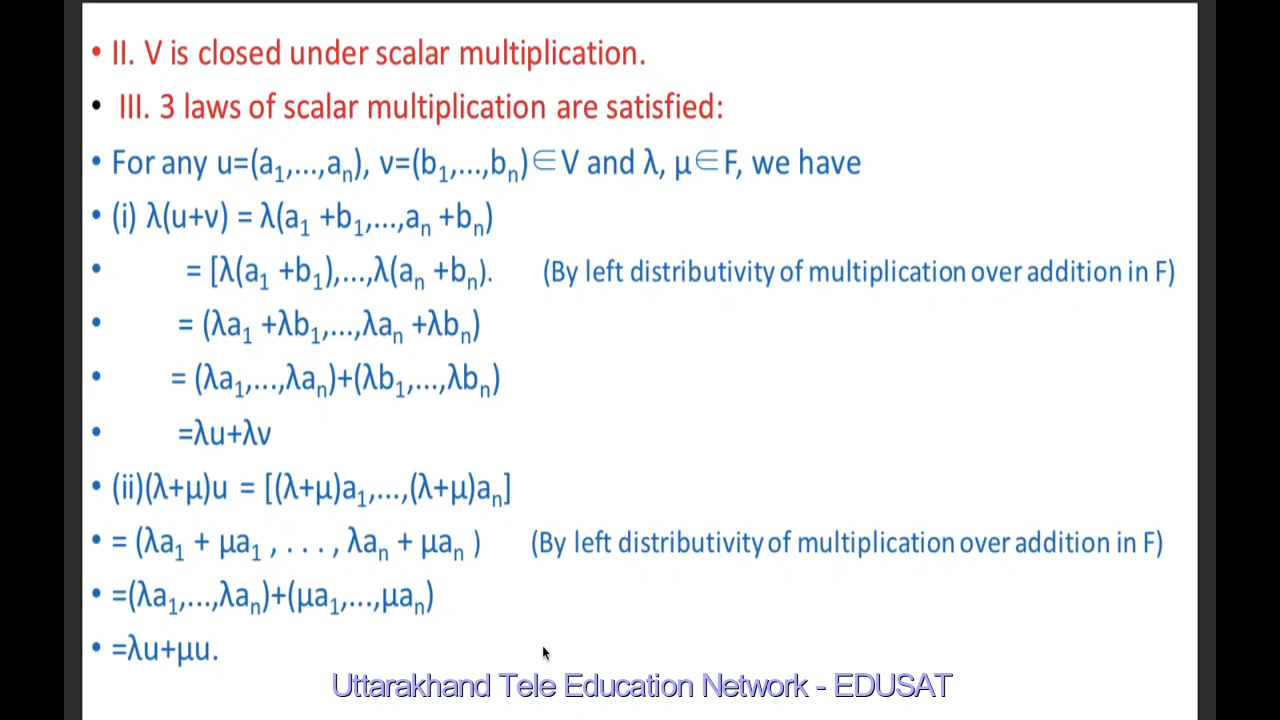 • II. V is closed under scalar multiplication.
• III. 3 laws of scalar multiplication are satisfied:
• For any u=(a₁,...,aₙ), v=(b₁,...,bₙ)∈V and λ, μ∈F, we have
• (i) λ(u+v) = λ(a₁ +b₁,...,aₙ +bₙ)
• = [λ(a₁ +b₁),...,λ(aₙ +bₙ). (By left distributivity of multiplication over addition in F)
• = (λa₁ +λb₁,...,λaₙ +λbₙ)
• = (λa₁,...,λaₙ)+(λb₁,...,λbₙ)
• =λu+λv
• (ii)(λ+μ)u = [(λ+μ)a₁,...,(λ+μ)aₙ]
• = (λa₁ + μa₁ , . . . , λaₙ + μaₙ ) (By left distributivity of multiplication over addition in F)
• =(λa₁,...,λaₙ)+(μa₁,...,μaₙ)
• =λu+μu.
Uttarakhand Tele Education Network - EDUSAT